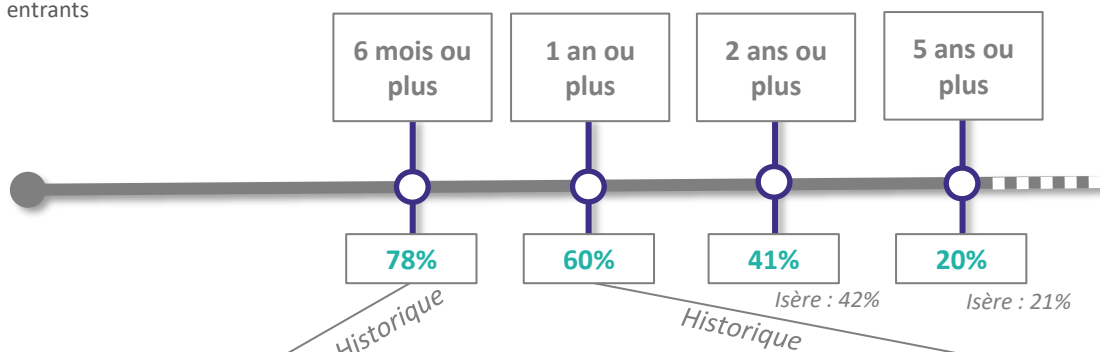 entrants
6 mois ou
plus
1 an ou
plus
2 ans ou
plus
5 ans ou
plus
78%
60%
41%
20%
Isère : 42%
Isère : 21%
Historique
Historique